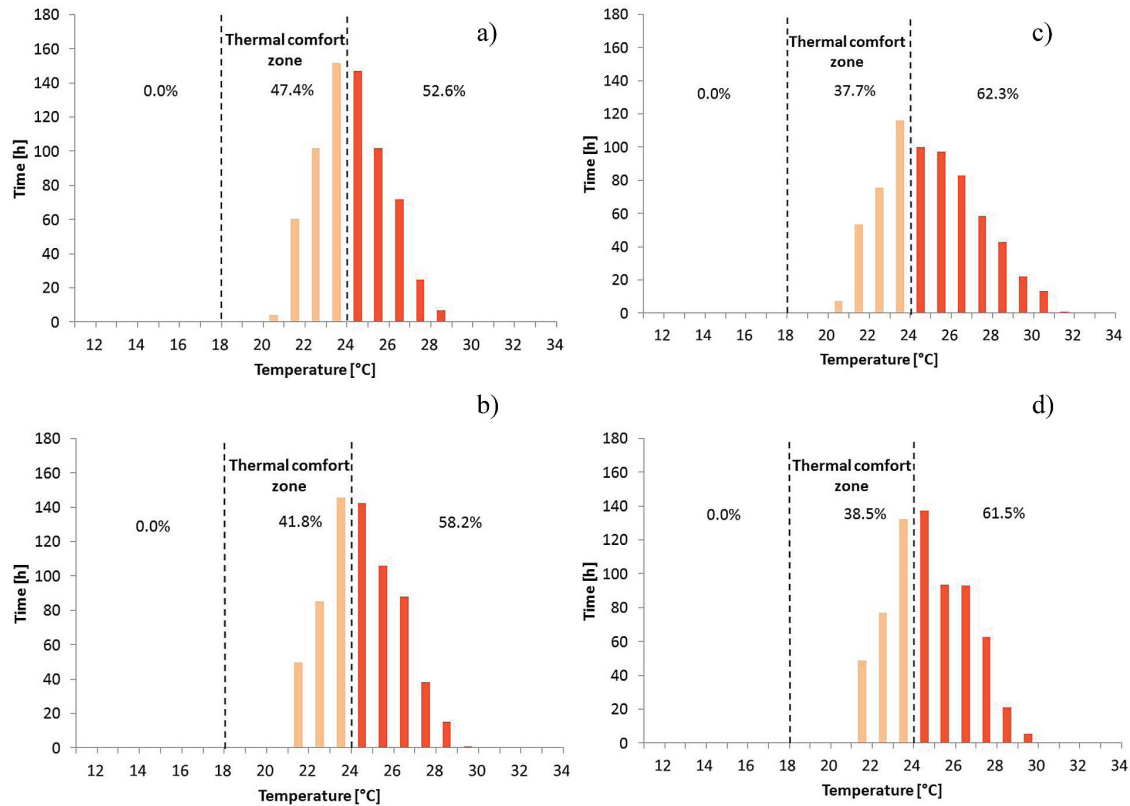 a)
Thermal comfort
zone
0.0%
47.4%
52.6%
Time [h]
180
160
140
120
100
80
60
40
20
0
12 14 16 18 20 22 24 26 28 30 32 34
Temperature [°C]
c)
Thermal comfort
zone
0.0%
37.7%
62.3%
Time [h]
180
160
140
120
100
80
60
40
20
0
12 14 16 18 20 22 24 26 28 30 32 34
Temperature [°C]
b)
Thermal comfort
zone
0.0%
41.8%
58.2%
Time [h]
180
160
140
120
100
80
60
40
20
0
12 14 16 18 20 22 24 26 28 30 32 34
Temperature [°C]
d)
Thermal comfort
zone
0.0%
38.5%
61.5%
Time [h]
180
160
140
120
100
80
60
40
20
0
12 14 16 18 20 22 24 26 28 30 32 34
Temperature [°C]